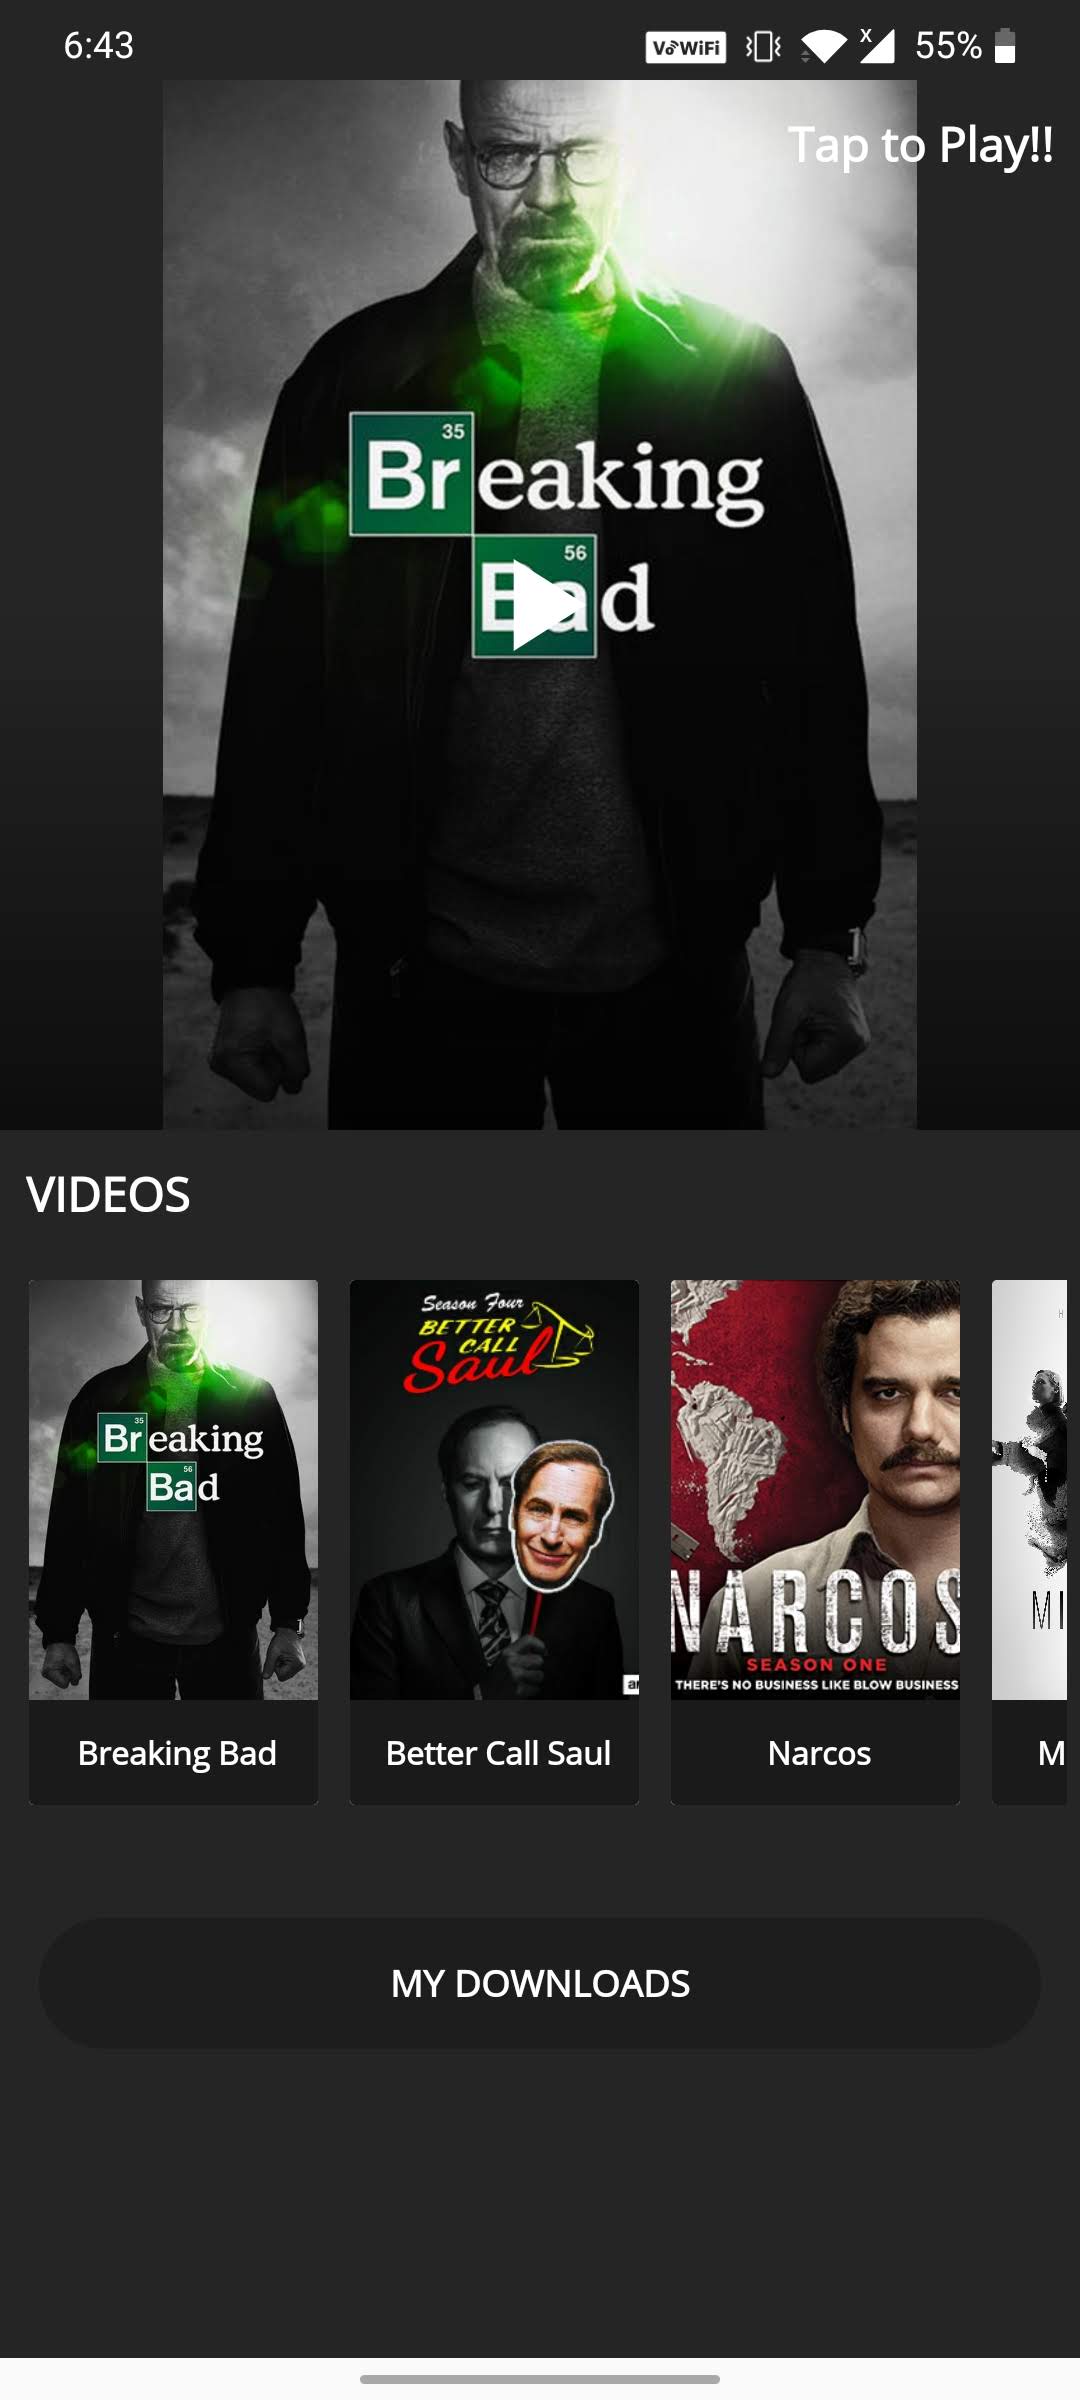 6:43
VoWiFi
X
55%
Tap to Play!!
35
Breaking
56
Bad
VIDEOS
35
Breaking
56
Bad
Season Four
BETTER
CALL
Saul
NARCOS
SEASON ONE
THERE'S NO BUSINESS LIKE BLOW BUSINESS
H
MI
Breaking Bad
Better Call Saul
Narcos
M
MY DOWNLOADS